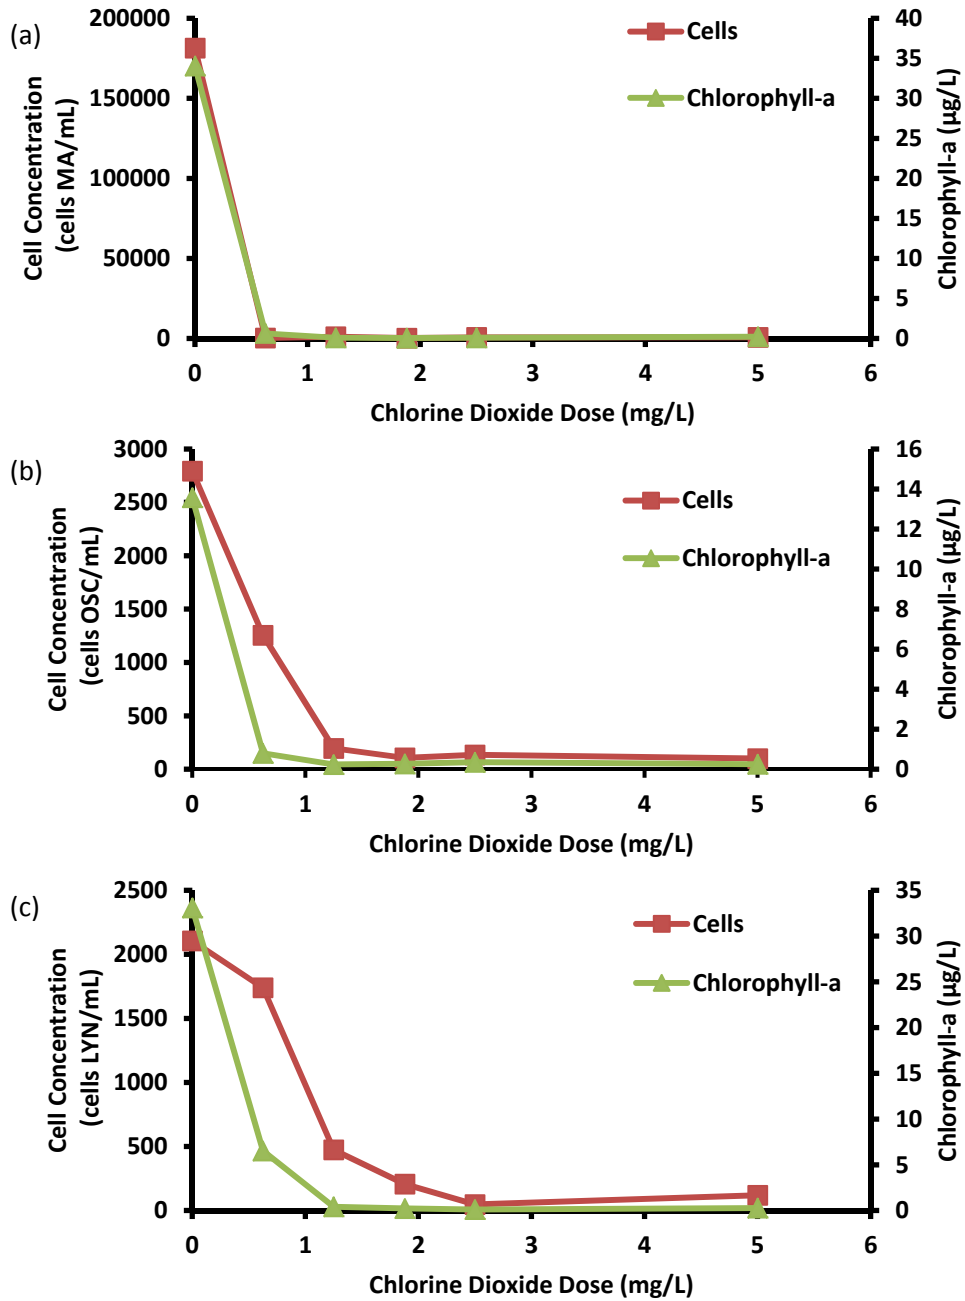 (a)
Cell Concentration
(cells MA/mL)
200000
150000
100000
50000
0
Cells
Chlorophyll-a
40
35
30
25
20
15
10
5
0
Chlorophyll-a (µg/L)
0 1 2 3 4 5 6
Chlorine Dioxide Dose (mg/L)
(b)
Cell Concentration
(cells OSC/mL)
3000
2500
2000
1500
1000
500
0
Cells
Chlorophyll-a
16
14
12
10
8
6
4
2
0
Chlorophyll-a (µg/L)
0 1 2 3 4 5 6
Chlorine Dioxide Dose (mg/L)
(c)
Cell Concentration
(cells LYN/mL)
2500
2000
1500
1000
500
0
Cells
Chlorophyll-a
35
30
25
20
15
10
5
0
Chlorophyll-a (µg/L)
0 1 2 3 4 5 6
Chlorine Dioxide Dose (mg/L)